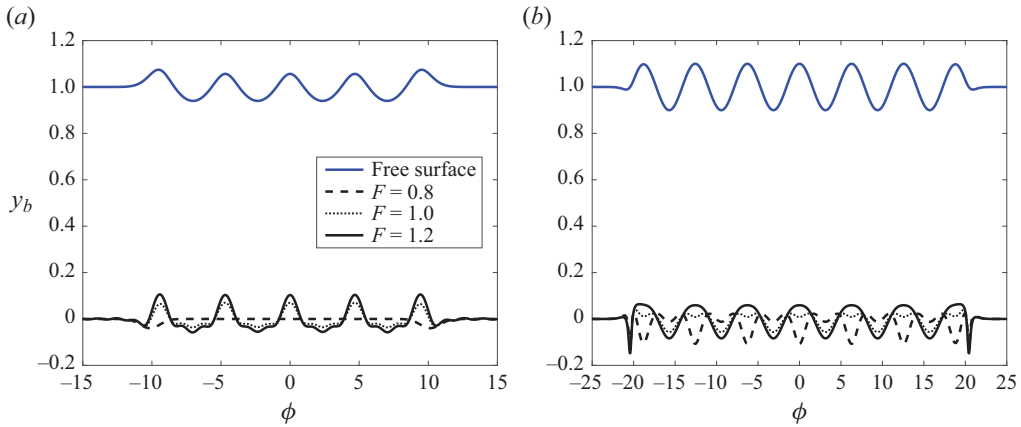 (a)
(b)
1.2
1.0
0.8
0.6
0.4
0.2
0
–0.2
y_b
Free surface
F = 0.8
F = 1.0
F = 1.2
–15 –10 –5 0 5 10 15
ϕ
1.2
1.0
0.8
0.6
0.4
0.2
0
–0.2
–25 –20 –15 –10 –5 0 5 10 15 20 25
ϕ